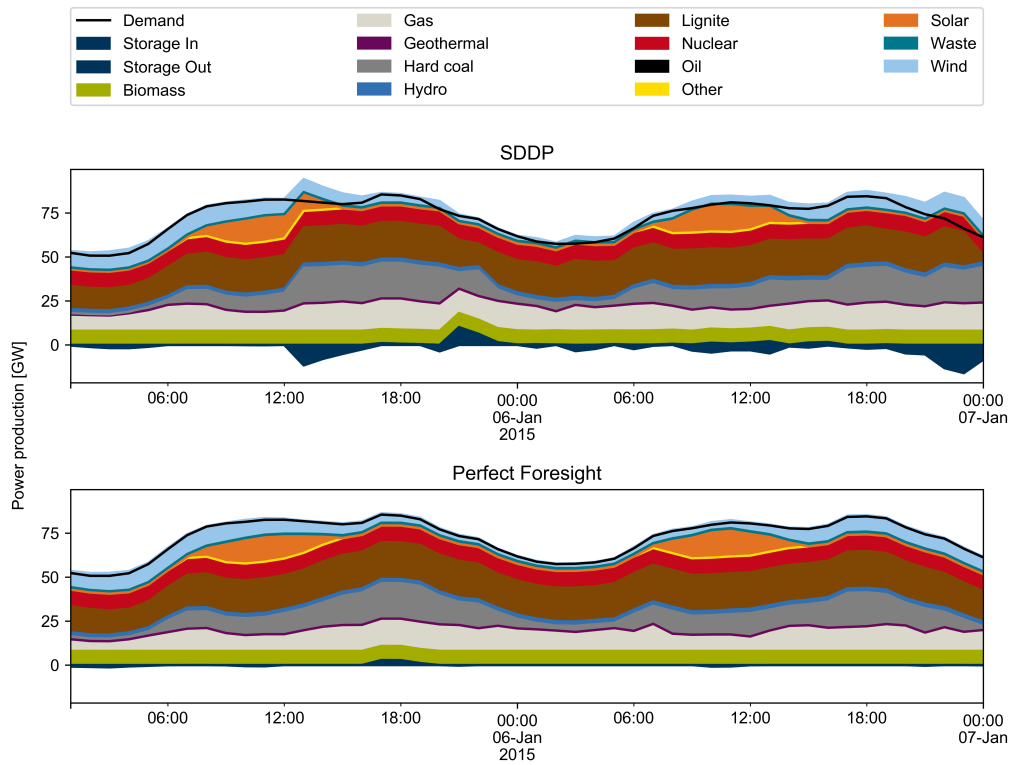 Demand
Storage In
Storage Out
Biomass
Gas
Geothermal
Hard coal
Hydro
Lignite
Nuclear
Oil
Other
Solar
Waste
Wind
Power production [GW]
SDDP
75
50
25
0
06:00
12:00
18:00
00:00
06-Jan
2015
06:00
12:00
18:00
00:00
07-Jan
Perfect Foresight
75
50
25
0
06:00
12:00
18:00
00:00
06-Jan
2015
06:00
12:00
18:00
00:00
07-Jan